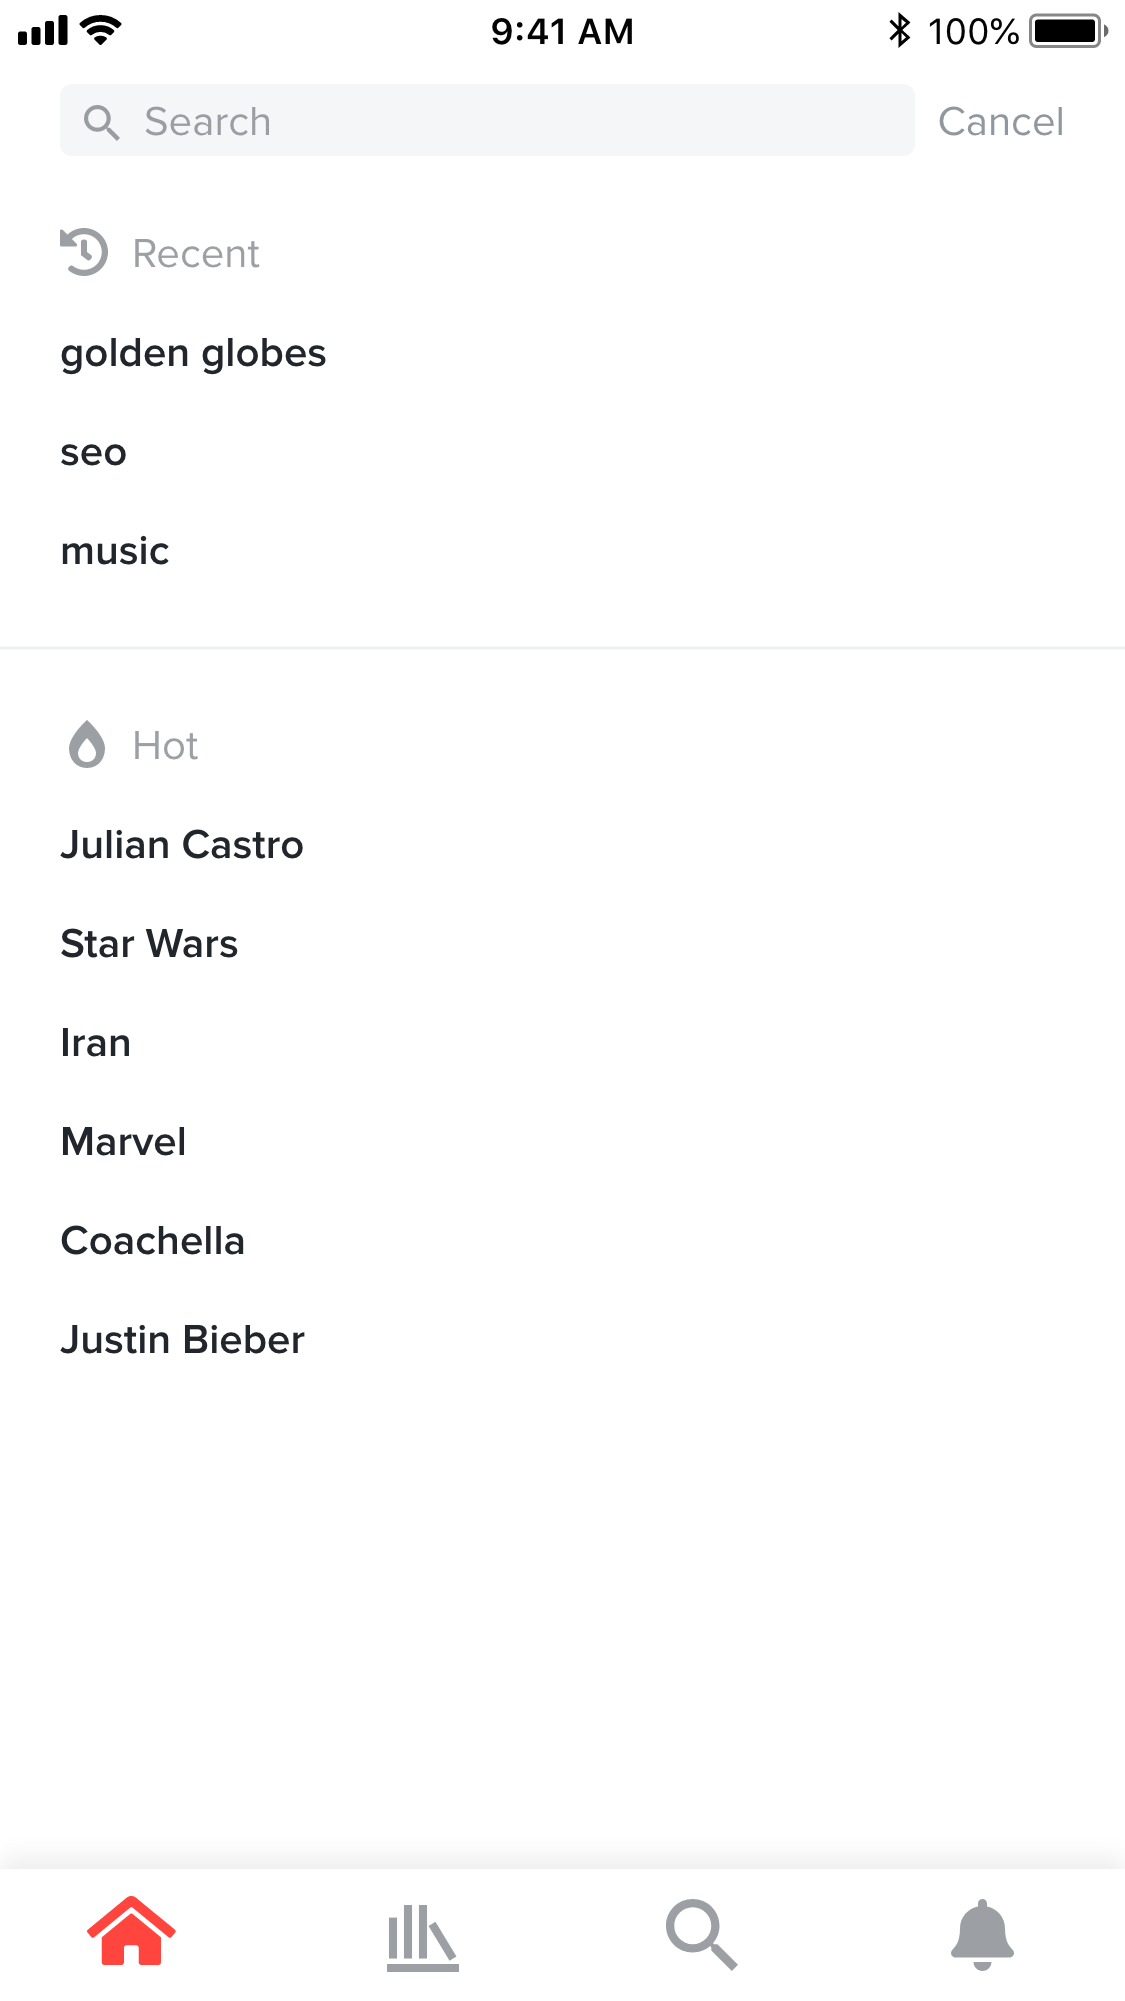 9:41 AM
100%
Search
Cancel
Recent
golden globes
seo
music
Hot
Julian Castro
Star Wars
Iran
Marvel
Coachella
Justin Bieber